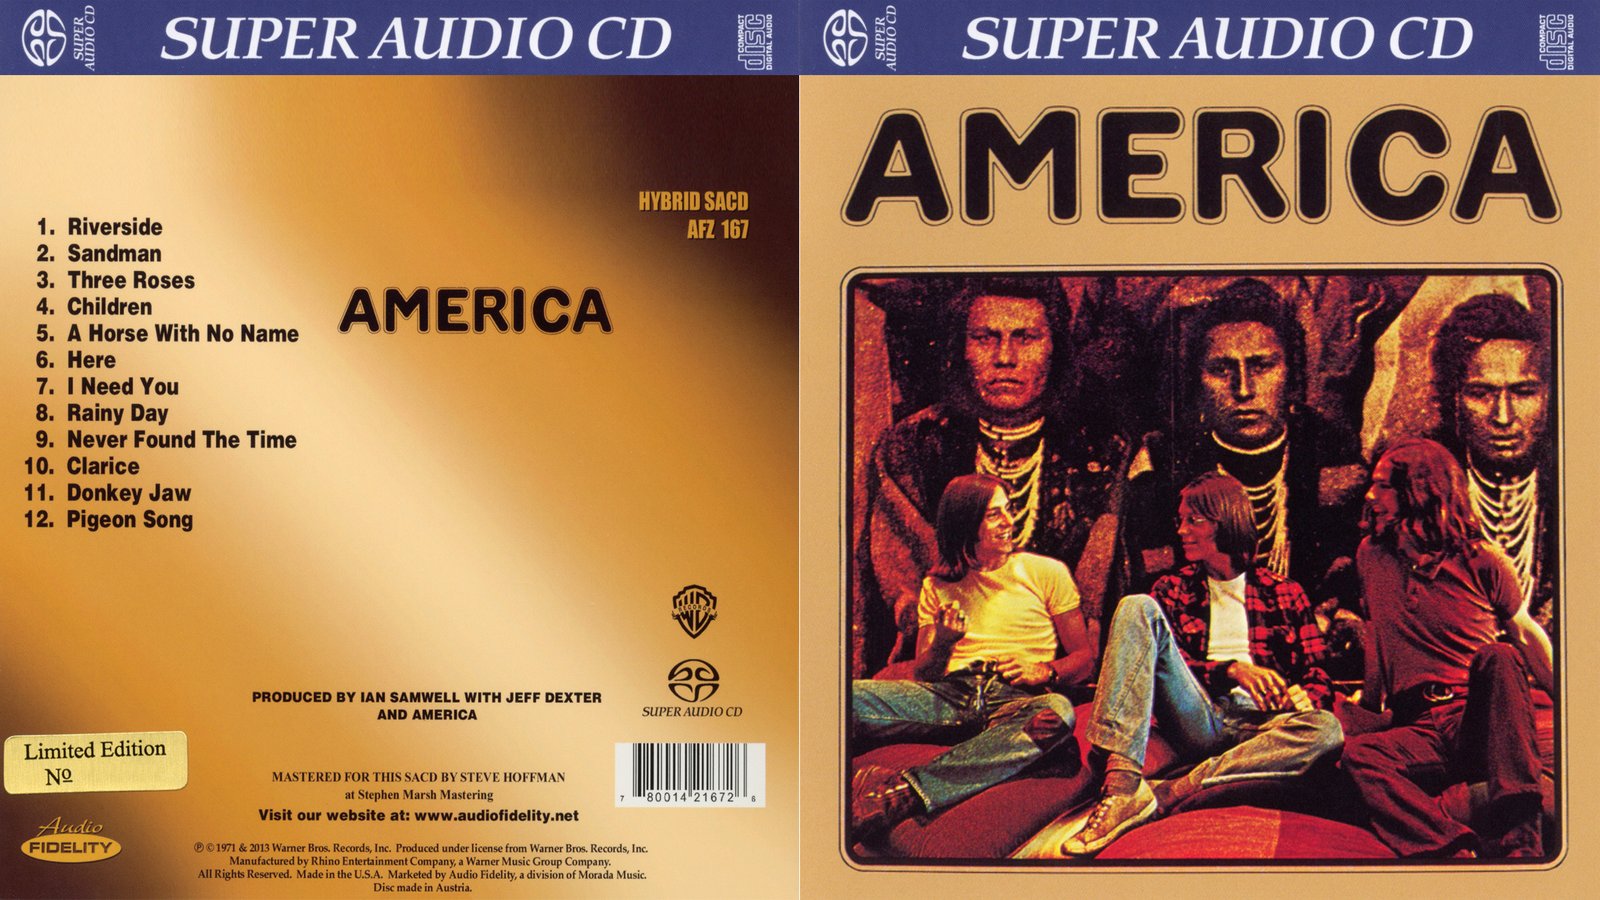 SUPER AUDIO CD
SUPER AUDIO CD
COMPACT disc DIGITAL AUDIO
HYBRID SACD
AFZ 167
1. Riverside
2. Sandman
3. Three Roses
4. Children
5. A Horse With No Name
6. Here
7. I Need You
8. Rainy Day
9. Never Found The Time
10. Clarice
11. Donkey Jaw
12. Pigeon Song
AMERICA
WB RECORDS
SUPER AUDIO CD
PRODUCED BY IAN SAMWELL WITH JEFF DEXTER
AND AMERICA
Limited Edition
Nº
MASTERED FOR THIS SACD BY STEVE HOFFMAN
at Stephen Marsh Mastering
Visit our website at: www.audiofidelity.net
7 80014 21672 6
Audio
FIDELITY
℗ © 1971 & 2013 Warner Bros. Records, Inc. Produced under license from Warner Bros. Records, Inc.
Manufactured by Rhino Entertainment Company, a Warner Music Group Company.
All Rights Reserved. Made in the U.S.A. Marketed by Audio Fidelity, a division of Morada Music.
Disc made in Austria.
SUPER AUDIO CD
SUPER AUDIO CD
COMPACT disc DIGITAL AUDIO
AMERICA